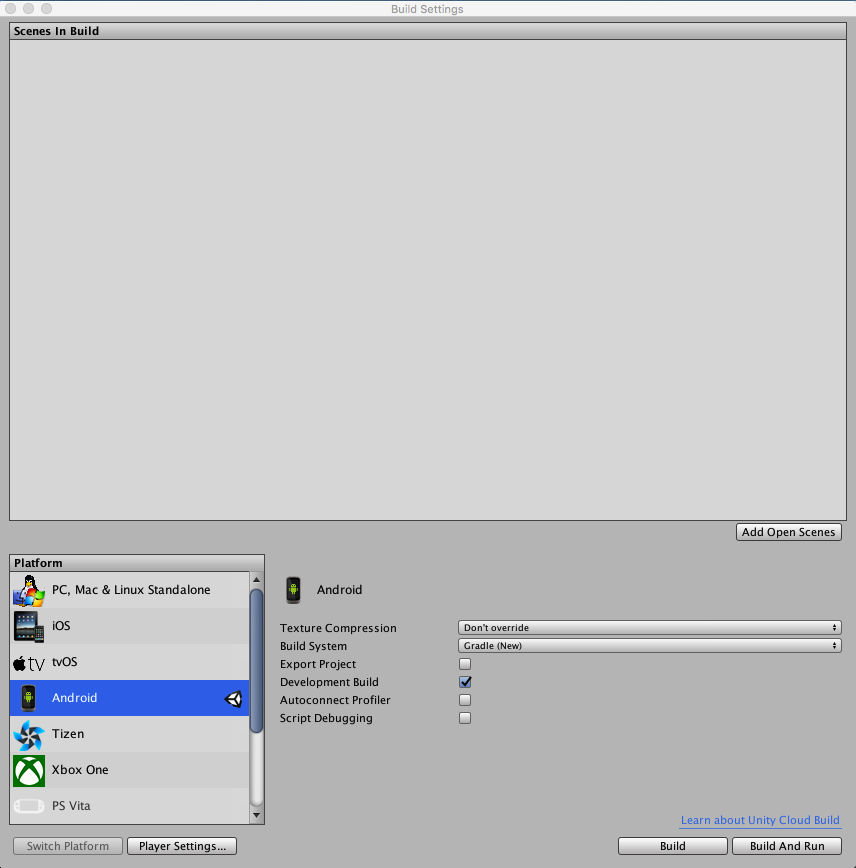 Build Settings
Scenes In Build
Add Open Scenes
Platform
PC, Mac & Linux Standalone
iOS
tv tvOS
Android
Tizen
Xbox One
PS Vita
Android
Texture Compression Don't override
Build System Gradle (New)
Export Project
Development Build
Autoconnect Profiler
Script Debugging
Learn about Unity Cloud Build
Switch Platform Player Settings... Build Build And Run